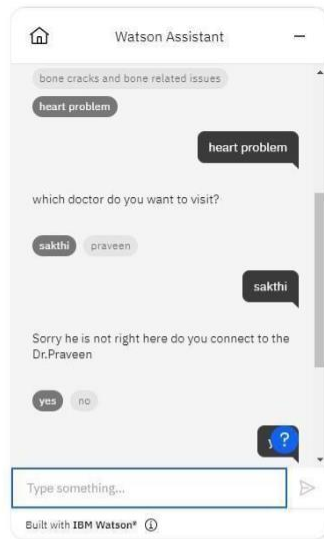 Watson Assistant
bone cracks and bone related issues
heart problem
heart problem
which doctor do you want to visit?
sakthi praveen
sakthi
Sorry he is not right here do you connect to the
Dr.Praveen
yes no
?
Type something...
Built with IBM Watson®